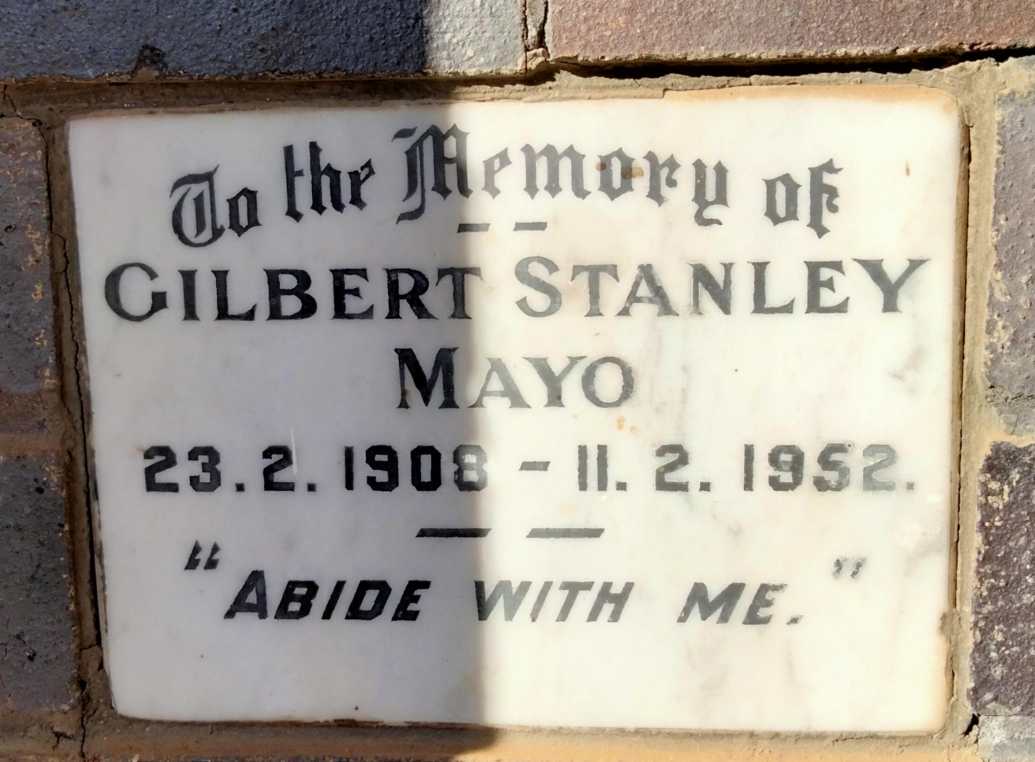 To the Memory of
GILBERT STANLEY
MAYO
23.2.1908 - 11.2.1952.
"ABIDE WITH ME."